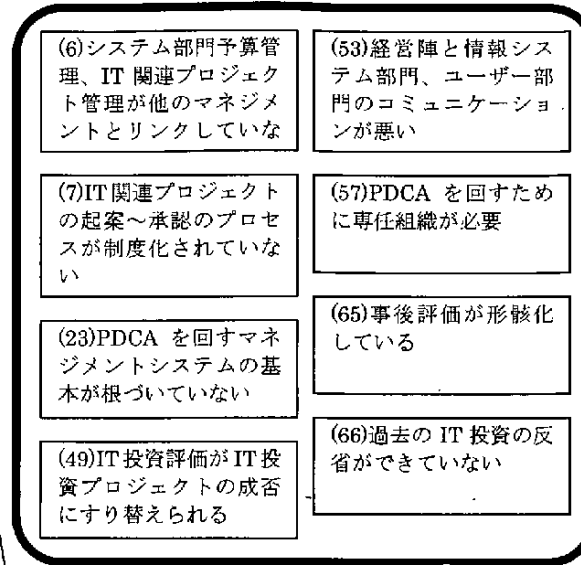 (6)システム部門予算管
理、IT 関連プロジェク
ト管理が他のマネジメ
ントとリンクしていな
(7)IT関連プロジェクト
の起案～承認のプロセ
スが制度化されていな
い
(23)PDCA を回すマネ
ジメントシステムの基
本が根づいていない
(49)IT投資評価がIT投
資プロジェクトの成否
にすり替えられる
(53)経営陣と情報シス
テム部門、ユーザー部
門のコミュニケーショ
ンが悪い
(57)PDCA を回すため
に専任組織が必要
(65)事後評価が形骸化
している
(66)過去の IT 投資の反
省ができていない